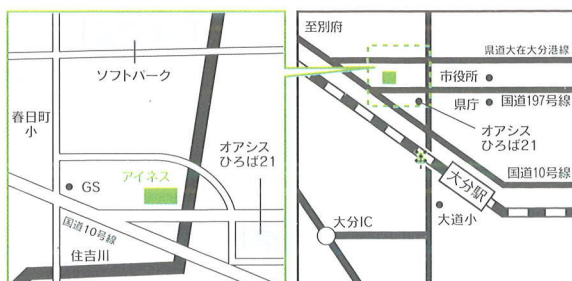 ソフトパーク
春日町
小
オアシス
ひろば21
アイネス
GS
国道10号線
住吉川
至別府
県道大在大分港線
市役所
県庁
国道197号線
オアシス
ひろば21
国道10号線
大分駅
大道小
大分IC